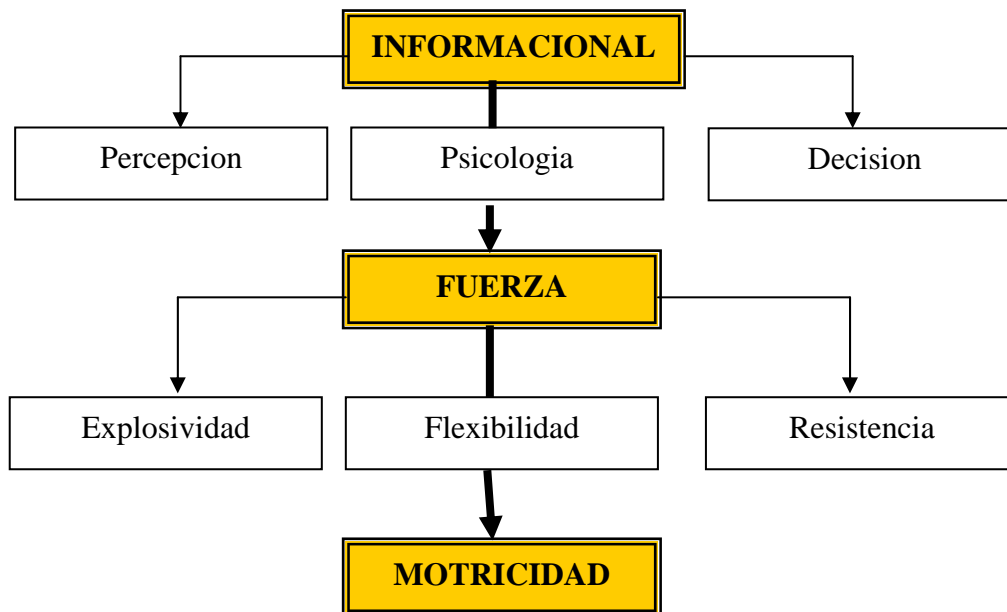 INFORMACIONAL
Percepcion
Psicologia
Decision
FUERZA
Explosividad
Flexibilidad
Resistencia
MOTRICIDAD